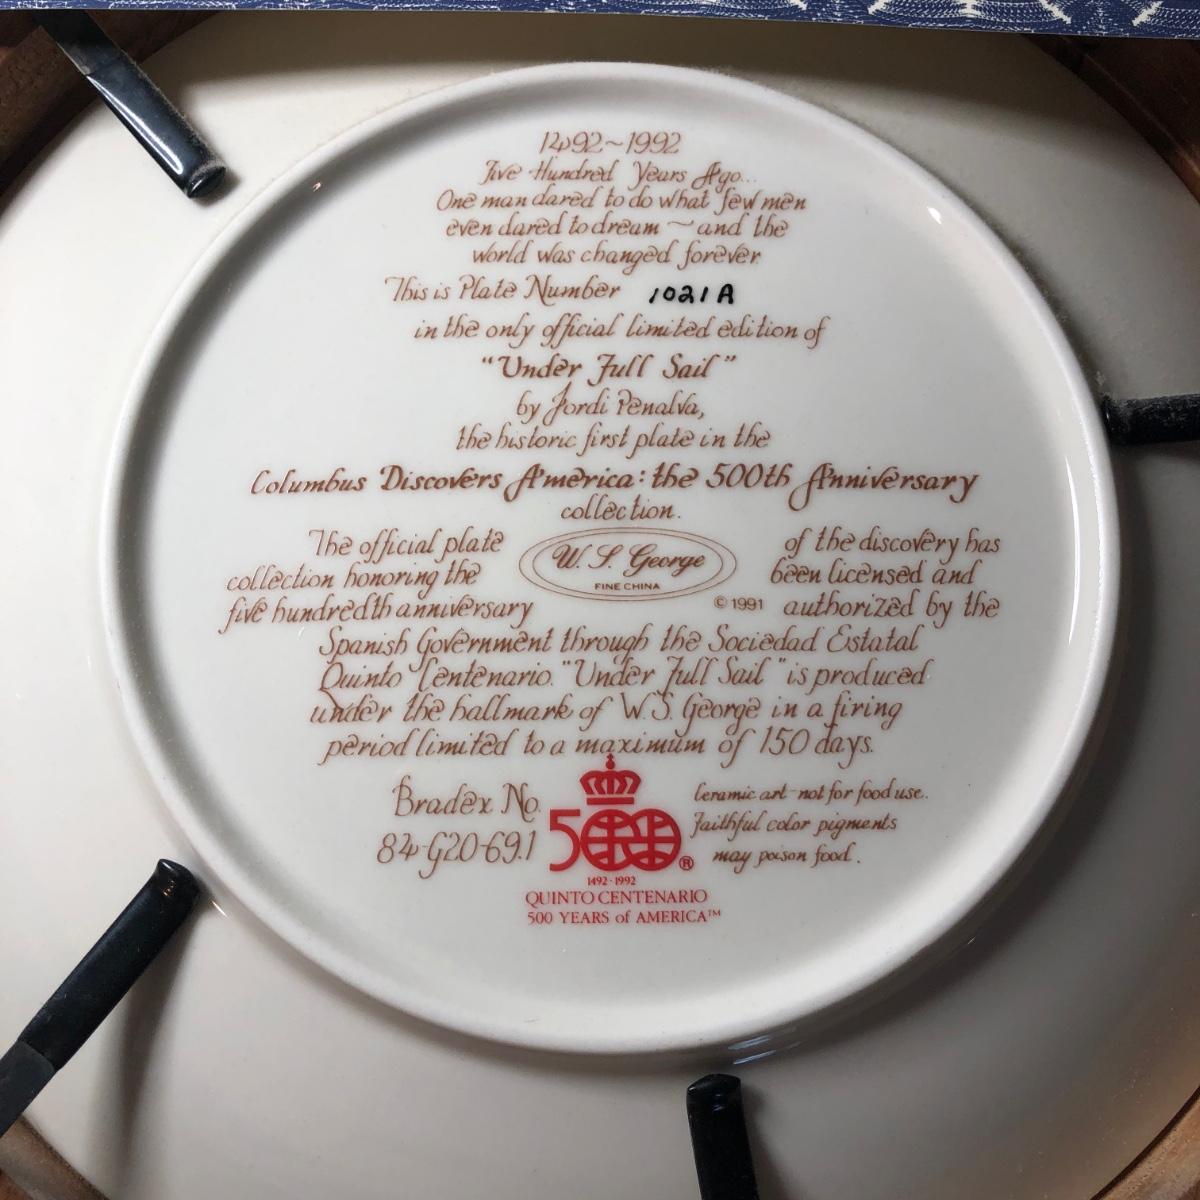 1492~1992
Five Hundred Years Ago...
One man dared to do what few men
even dared to dream ~ and the
world was changed forever
This is Plate Number 1021A
in the only official limited edition of
"Under Full Sail"
by Jordi Penalva,
the historic first plate in the
Columbus Discovers America: the 500th Anniversary
collection.
The official plate
collection honoring the
five hundredth anniversary
W. S. George
FINE CHINA
© 1991
of the discovery has
been licensed and
authorized by the
Spanish Government through the Sociedad Estatal
Quinto Centenario. "Under Full Sail" is produced
under the hallmark of W.S. George in a firing
period limited to a maximum of 150 days.
Bradex No.
84-G20-69.1
500®
1492-1992
QUINTO CENTENARIO
500 YEARS of AMERICA™
Ceramic art - not for food use.
Faithful color pigments
may poison food.